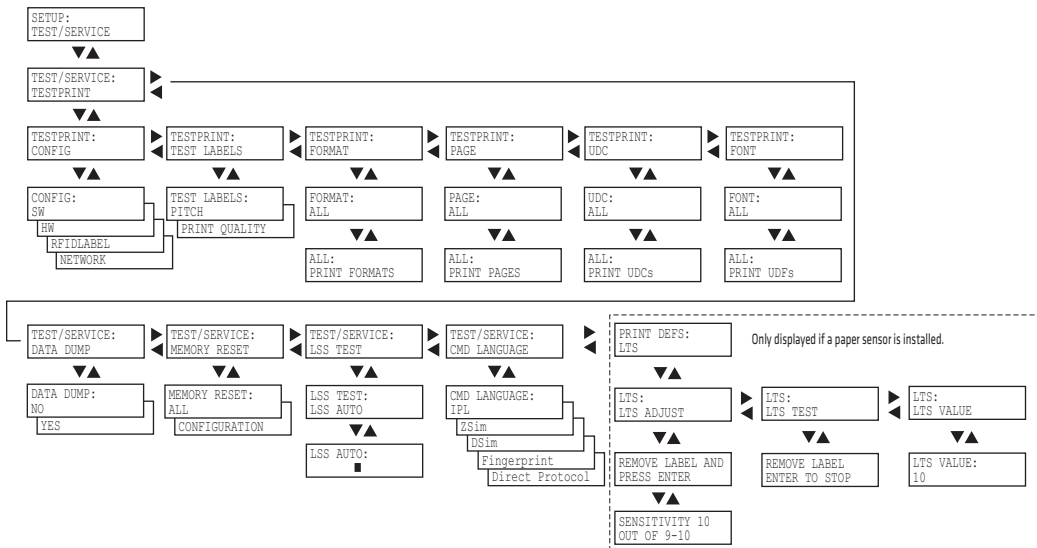 SETUP:
TEST/SERVICE
TEST/SERVICE:
TESTPRINT
TESTPRINT:
CONFIG
TESTPRINT:
TEST LABELS
TESTPRINT:
FORMAT
TESTPRINT:
PAGE
TESTPRINT:
UDC
TESTPRINT:
FONT
CONFIG:
SW
HW
RFIDLABEL
NETWORK
TEST LABELS:
PITCH
PRINT QUALITY
FORMAT:
ALL
PAGE:
ALL
UDC:
ALL
FONT:
ALL
ALL:
PRINT FORMATS
ALL:
PRINT PAGES
ALL:
PRINT UDCs
ALL:
PRINT UDFs
TEST/SERVICE:
DATA DUMP
TEST/SERVICE:
MEMORY RESET
TEST/SERVICE:
LSS TEST
TEST/SERVICE:
CMD LANGUAGE
PRINT DEFS:
LTS
Only displayed if a paper sensor is installed.
DATA DUMP:
NO
YES
MEMORY RESET:
ALL
CONFIGURATION
LSS TEST:
LSS AUTO
LSS AUTO:
CMD LANGUAGE:
IPL
ZSim
DSim
Fingerprint
Direct Protocol
LTS:
LTS ADJUST
LTS:
LTS TEST
LTS:
LTS VALUE
REMOVE LABEL AND
PRESS ENTER
REMOVE LABEL
ENTER TO STOP
LTS VALUE:
10
SENSITIVITY 10
OUT OF 9-10